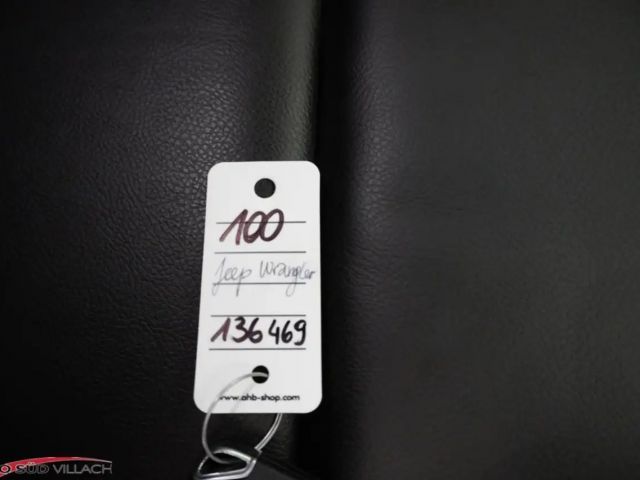 100
Jeep Wrangler
136469
www.ahb-shop.com
O SÜD VILLACH